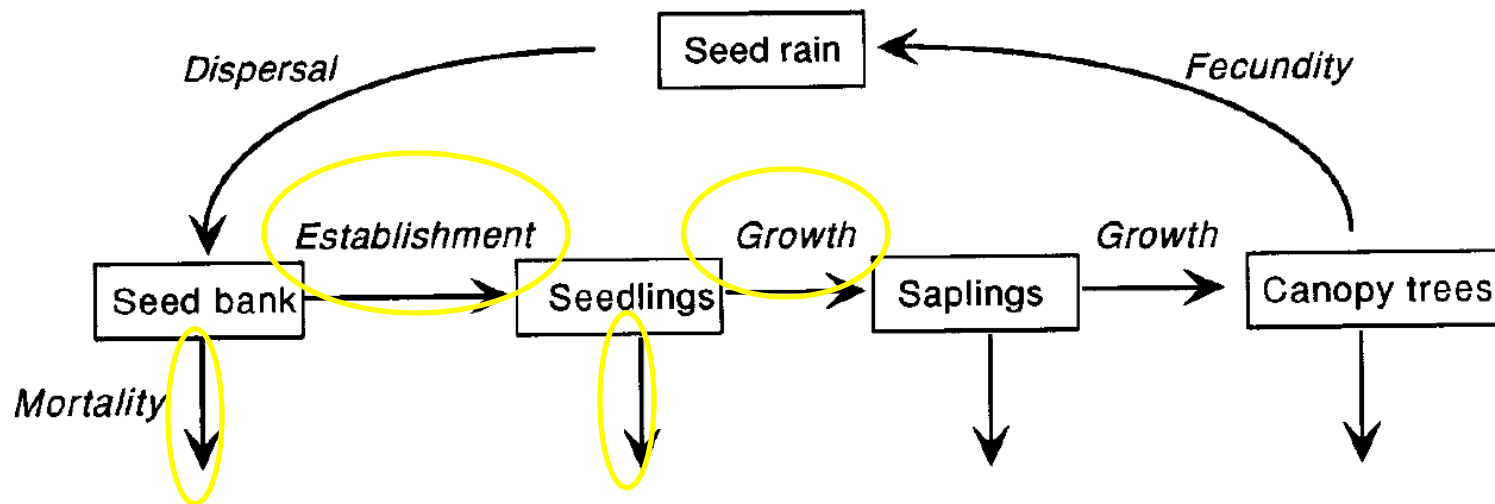 Seed rain
Dispersal
Fecundity
Establishment
Growth
Growth
Seed bank
Seedlings
Saplings
Canopy trees
Mortality